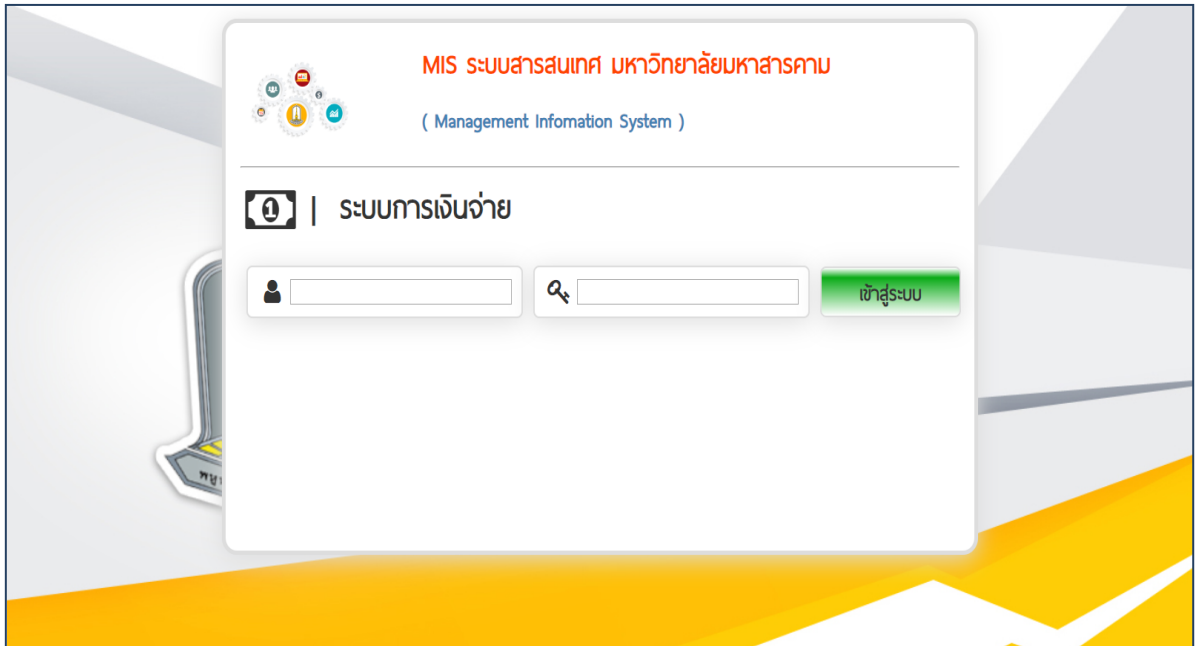 MIS ระบบสารสนเทศ มหาวิทยาลัยมหาสารคาม
( Management Infomation System )
| ระบบการเงินจ่าย
เข้าสู่ระบบ